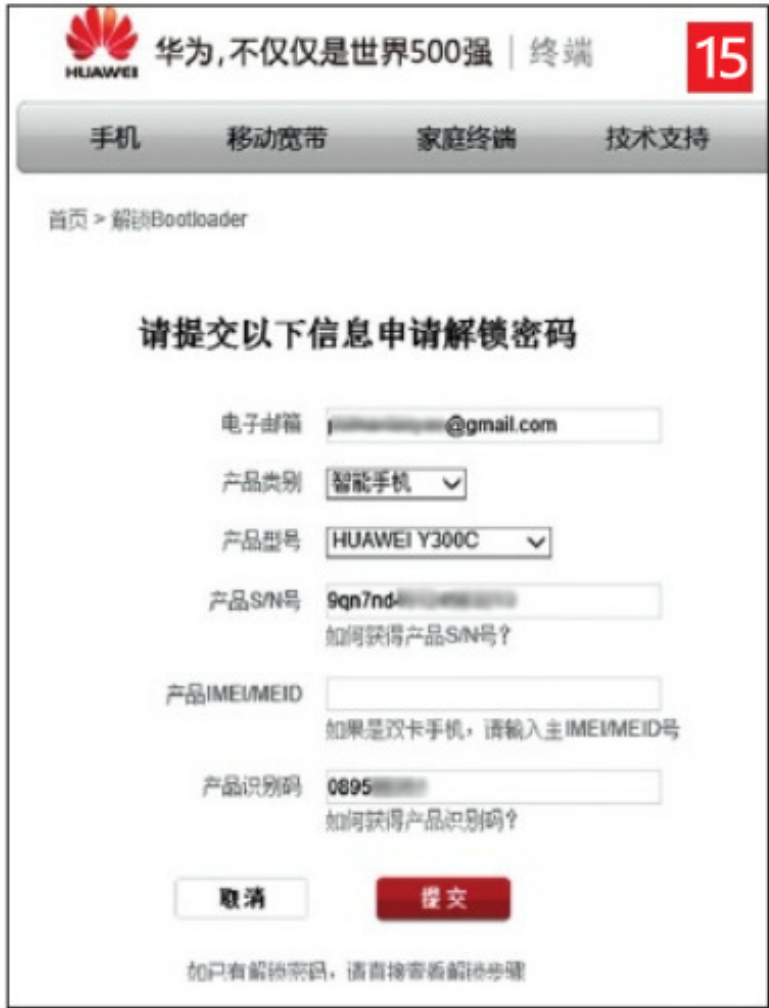 HUAWEI 华为,不仅仅是世界500强 | 终端
15
手机 移动宽带 家庭终端 技术支持
首页 > 解锁Bootloader
请提交以下信息申请解锁密码
电子邮箱 @gmail.com
产品类别 智能手机
产品型号 HUAWEI Y300C
产品S/N号 9qn7nd
如何获得产品S/N号?
产品IMEI/MEID
如果是双卡手机，请输入主IMEI/MEID号
产品识别码 0895
如何获得产品识别码?
取消 提交
如已有解锁密码，请直接查看解锁步骤